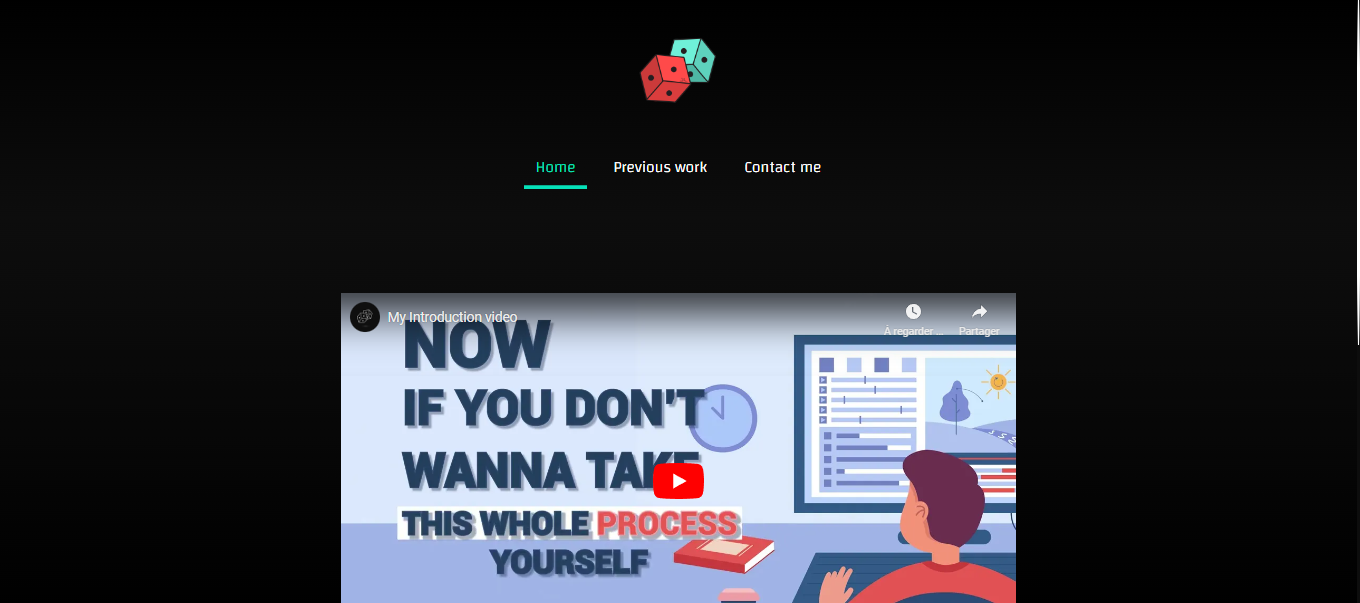 Home
Previous work
Contact me
My Introduction video
À regarder ...
Partager
NOW
IF YOU DON'T
WANNA TAKE
THIS WHOLE PROCESS
YOURSELF